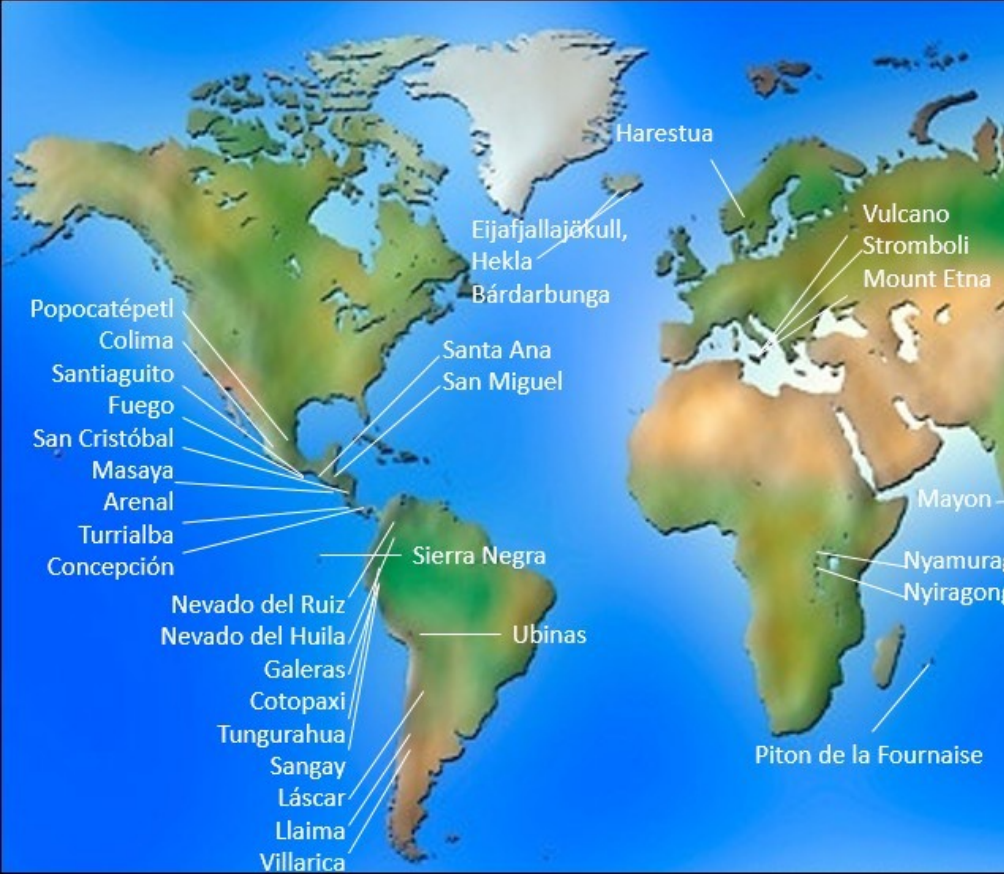 Harestua
Eijafjallajökull,
Hekla
Bárdarbunga
Vulcano
Stromboli
Mount Etna
Popocatépetl
Colima
Santiaguito
Fuego
San Cristóbal
Masaya
Arenal
Turrialba
Concepción
Santa Ana
San Miguel
Mayon
Nyamurag
Nyiragong
Sierra Negra
Nevado del Ruiz
Nevado del Huila
Galeras
Cotopaxi
Tungurahua
Sangay
Láscar
Llaima
Villarica
Ubinas
Piton de la Fournaise